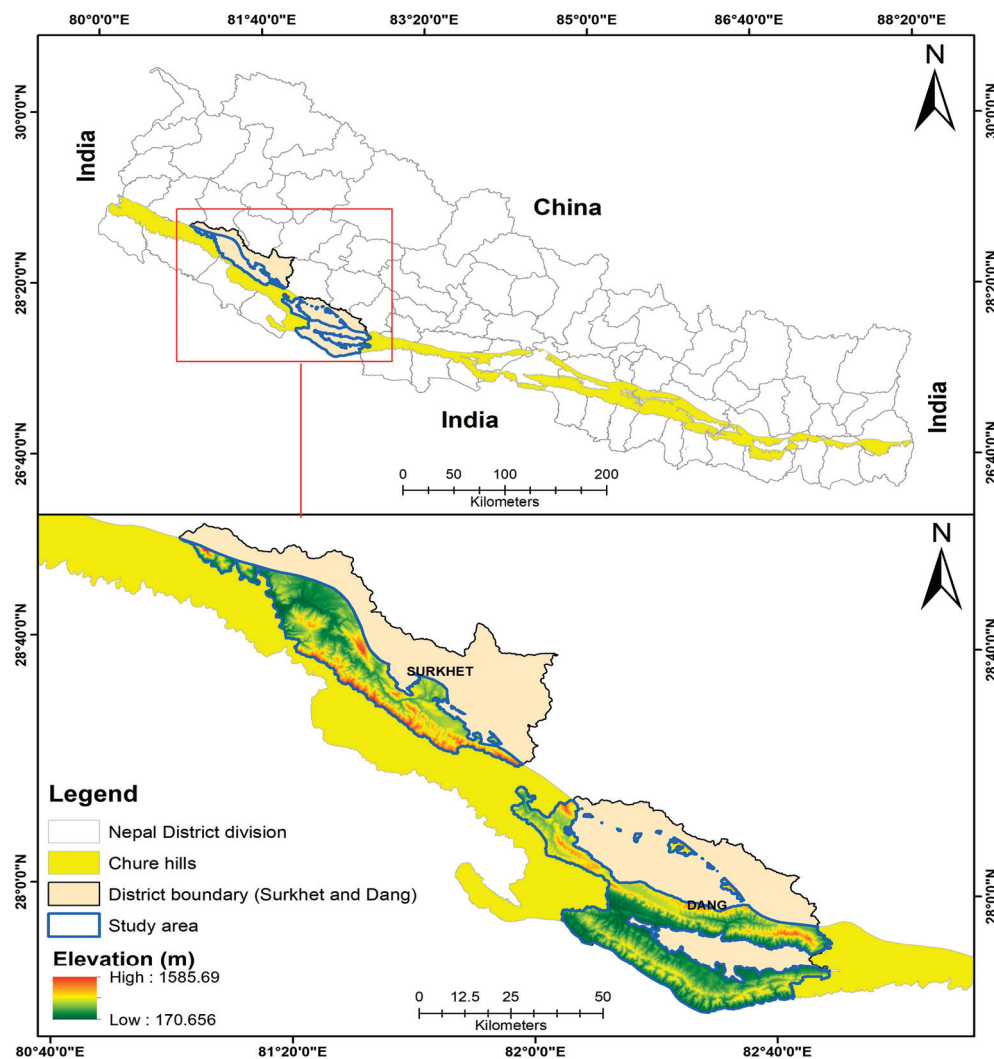 80°0'0"E 81°40'0"E 83°20'0"E 85°0'0"E 86°40'0"E 88°20'0"E
N
30°0'0"N
30°0'0"N
India
China
28°20'0"N
28°20'0"N
India
India
26°40'0"N
26°40'0"N
0 50 100 200
Kilometers
N
28°40'0"N
28°40'0"N
SURKHET
Legend
Nepal District division
Chure hills
District boundary (Surkhet and Dang)
Study area
28°0'0"N
28°0'0"N
DANG
Elevation (m)
High : 1585.69
Low : 170.656
0 12.5 25 50
Kilometers
80°40'0"E 81°20'0"E 82°0'0"E 82°40'0"E